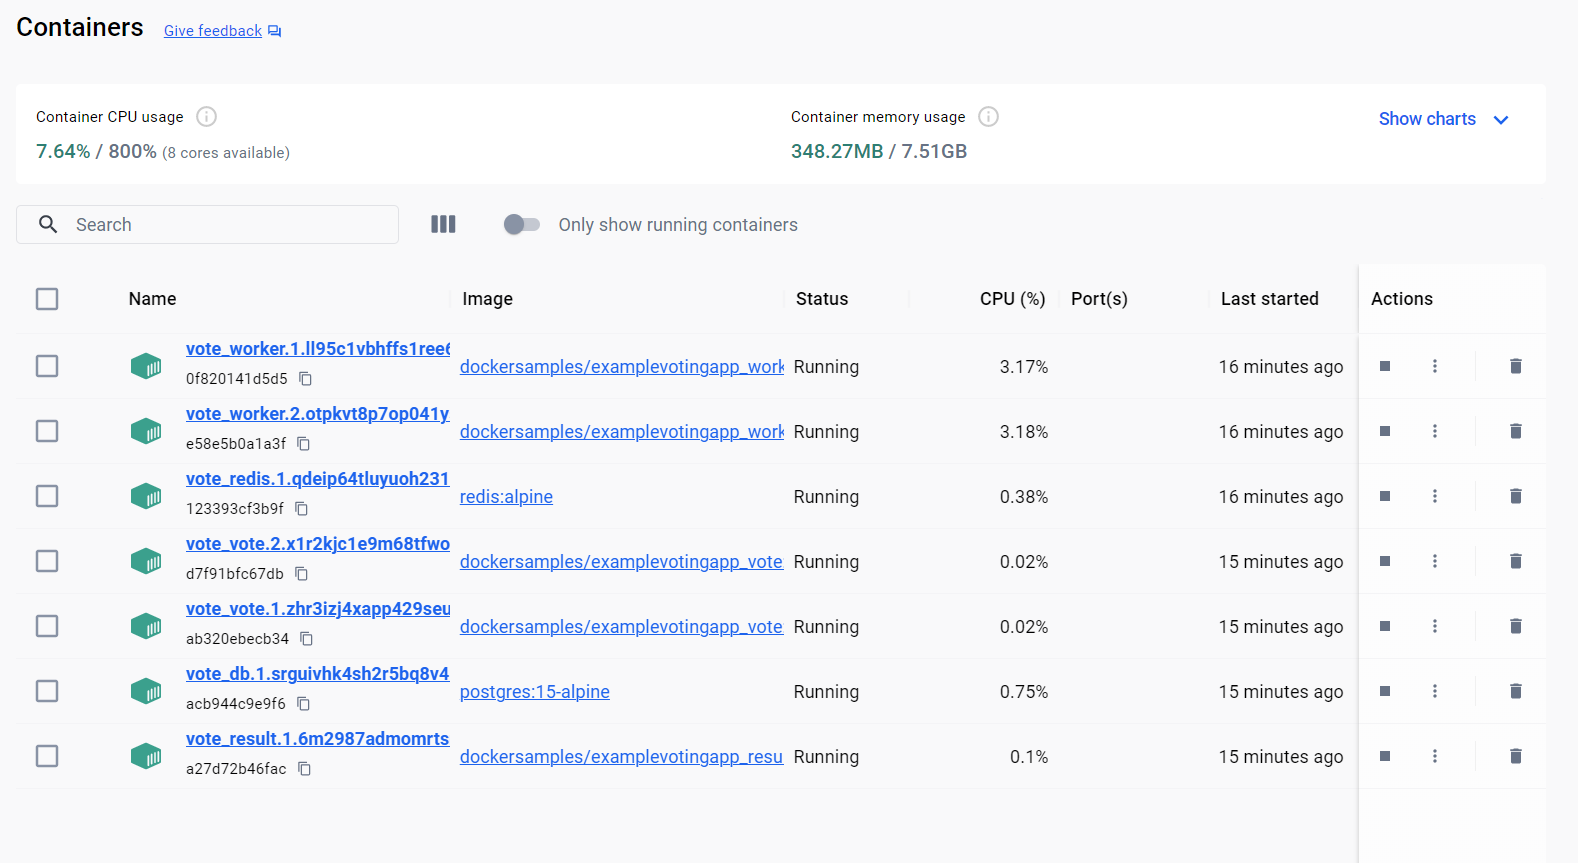 Containers Give feedback
Container CPU usage
7.64% / 800% (8 cores available)
Container memory usage
348.27MB / 7.51GB
Show charts
Search
Only show running containers
Name Image Status CPU (%) Port(s) Last started Actions
vote_worker.1.ll95c1vbhffs1ree6
0f820141d5d5
dockersamples/examplevotingapp_work Running 3.17% 16 minutes ago
vote_worker.2.otpkvt8p7op041y
e58e5b0a1a3f
dockersamples/examplevotingapp_work Running 3.18% 16 minutes ago
vote_redis.1.qdeip64tluyuoh231
123393cf3b9f
redis:alpine Running 0.38% 16 minutes ago
vote_vote.2.x1r2kjc1e9m68tfwo
d7f91bfc67db
dockersamples/examplevotingapp_vote Running 0.02% 15 minutes ago
vote_vote.1.zhr3izj4xapp429seu
ab320ebecb34
dockersamples/examplevotingapp_vote Running 0.02% 15 minutes ago
vote_db.1.srguivhk4sh2r5bq8v4
acb944c9e9f6
postgres:15-alpine Running 0.75% 15 minutes ago
vote_result.1.6m2987admomrts
a27d72b46fac
dockersamples/examplevotingapp_resu Running 0.1% 15 minutes ago